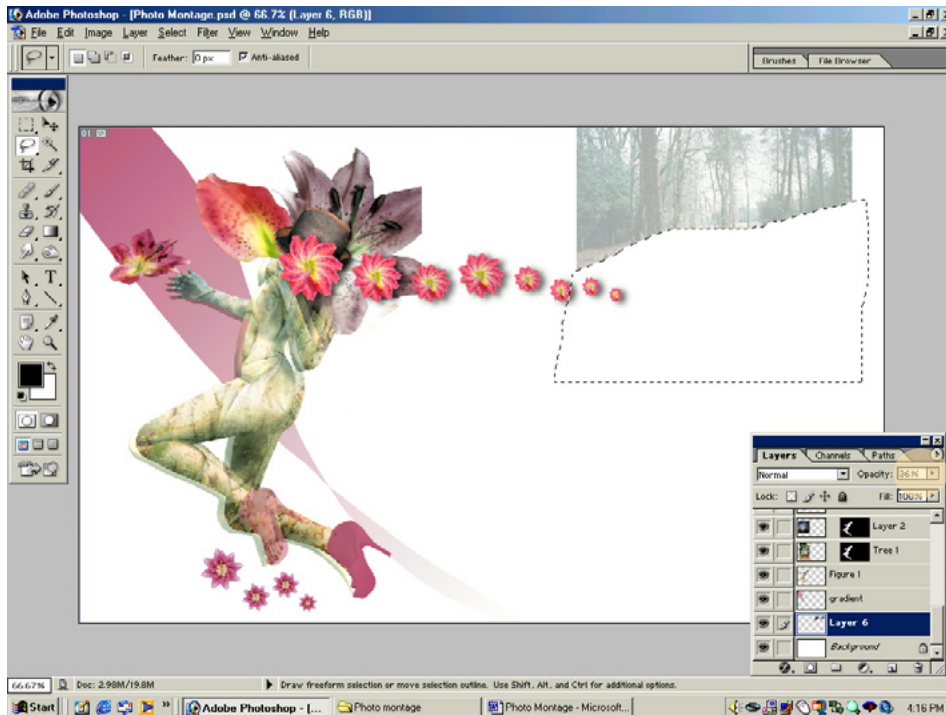 Adobe Photoshop - [Photo Montage.psd @ 66.7% (Layer 6, RGB)]
File Edit Image Layer Select Filter View Window Help
Feather: 0 px Anti-aliased
Brushes File Browser
01
Layers Channels Paths
Normal Opacity: 36%
Lock: Fill: 100%
Layer 2
Tree 1
Figure 1
gradient
Layer 6
Background
66.67% Doc: 2.98M/19.8M Draw freeform selection or move selection outline. Use Shift, Alt, and Ctrl for additional options.
Start Adobe Photoshop - [... Photo montage Photo Montage - Microsoft... 4:16 PM